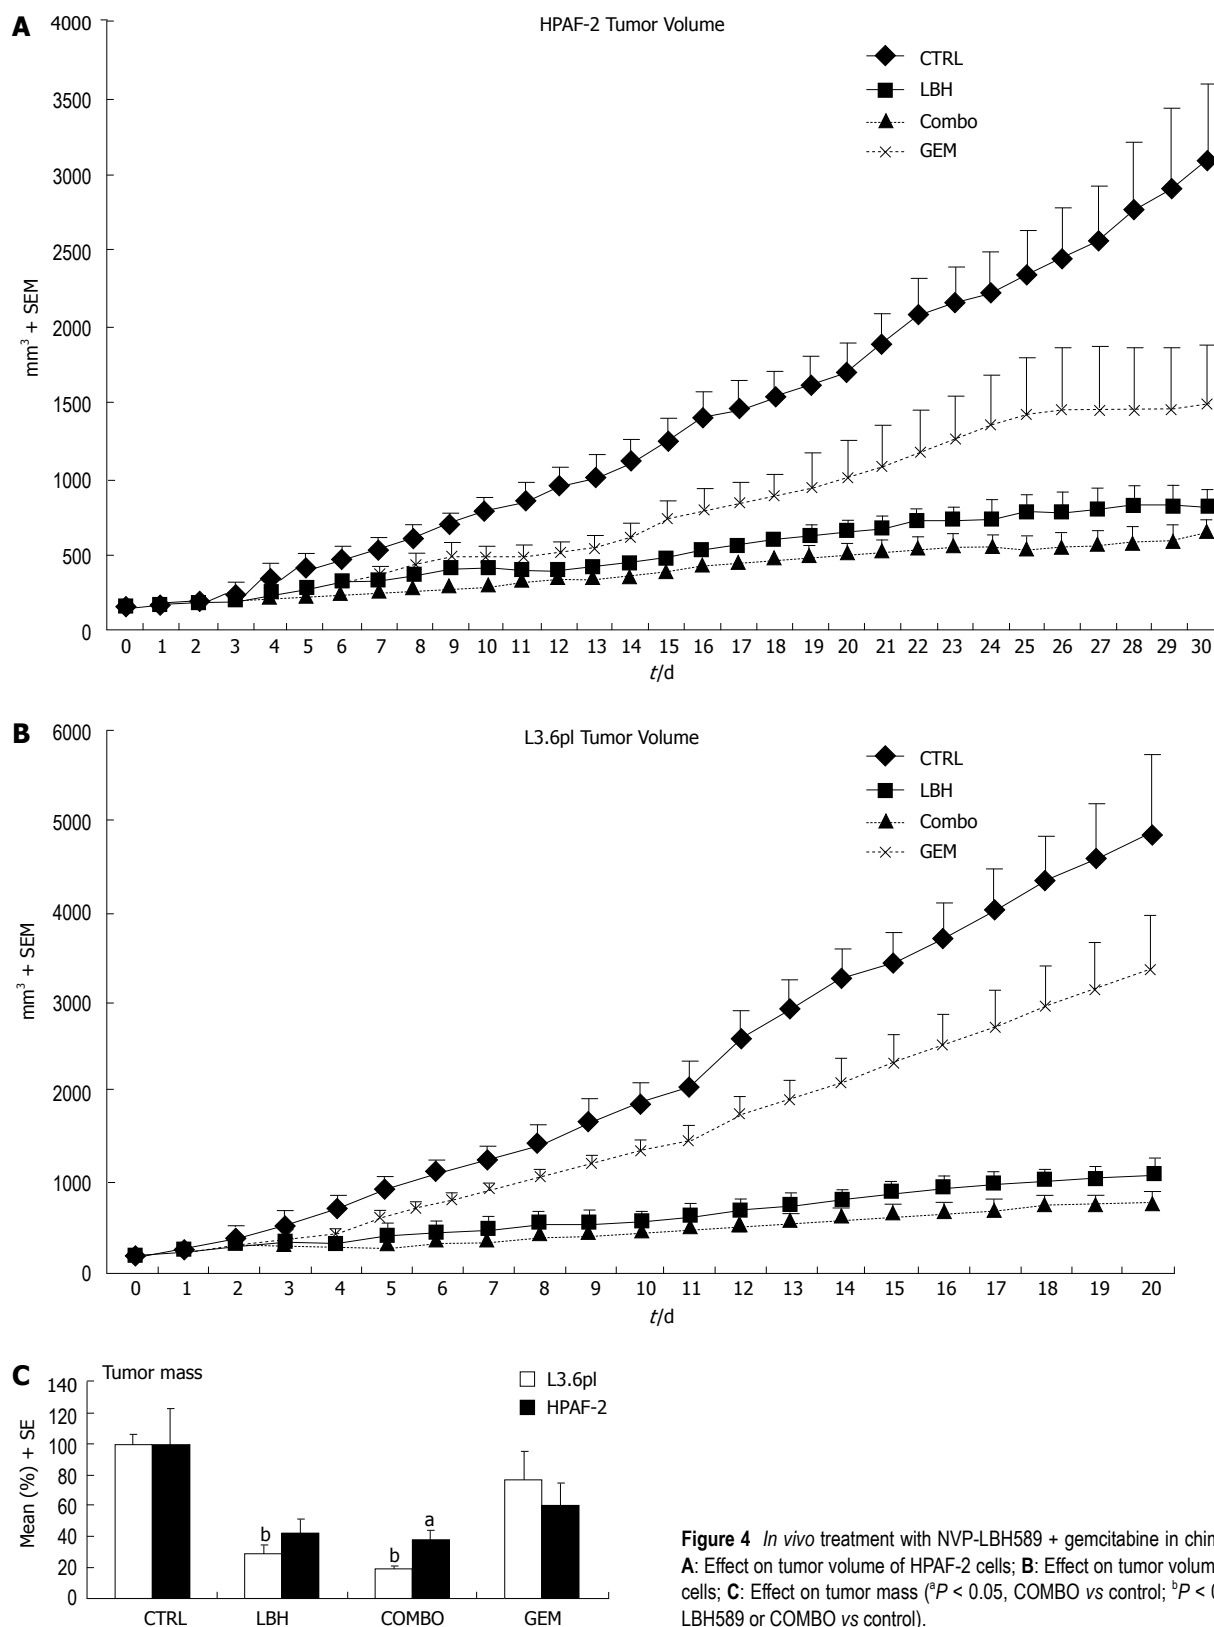 A
HPAF-2 Tumor Volume
CTRL
LBH
Combo
GEM
mm³ + SEM
4000
3500
3000
2500
2000
1500
1000
500
0
0 1 2 3 4 5 6 7 8 9 10 11 12 13 14 15 16 17 18 19 20 21 22 23 24 25 26 27 28 29 30
t/d
B
L3.6pl Tumor Volume
CTRL
LBH
Combo
GEM
mm³ + SEM
6000
5000
4000
3000
2000
1000
0
0 1 2 3 4 5 6 7 8 9 10 11 12 13 14 15 16 17 18 19 20
t/d
C
Tumor mass
L3.6pl
HPAF-2
Mean (%) + SE
140
120
100
80
60
40
20
0
b
b
a
CTRL LBH COMBO GEM
Figure 4 In vivo treatment with NVP-LBH589 + gemcitabine in chim
A: Effect on tumor volume of HPAF-2 cells; B: Effect on tumor volum
cells; C: Effect on tumor mass (ᵃP < 0.05, COMBO vs control; ᵇP < 0
LBH589 or COMBO vs control).